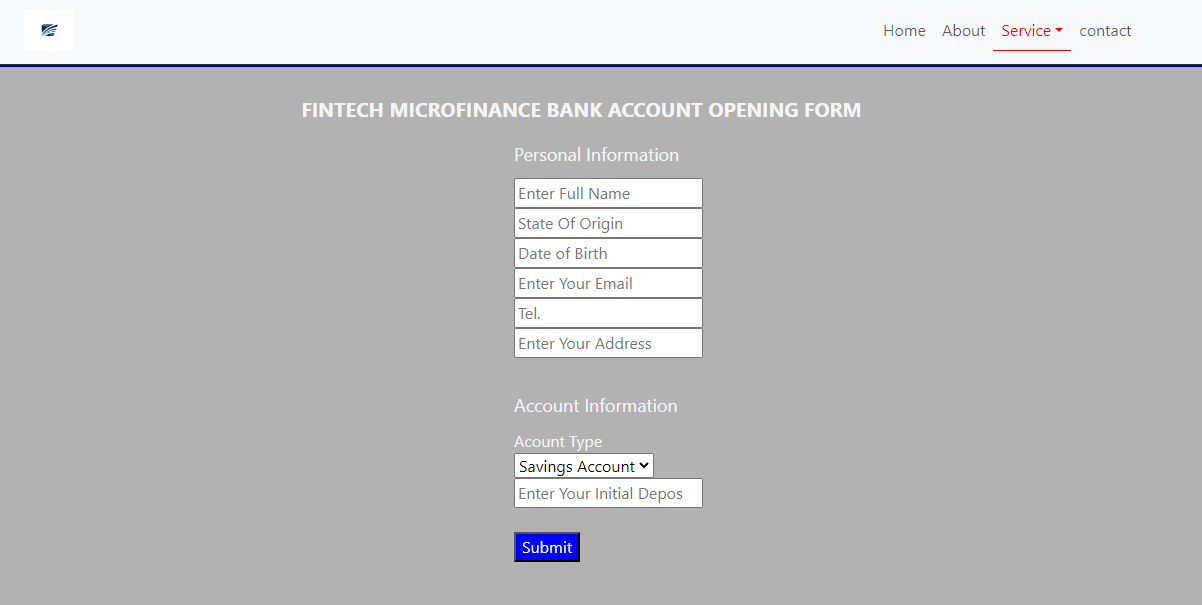 Home About Service contact
FINTECH MICROFINANCE BANK ACCOUNT OPENING FORM
Personal Information
Enter Full Name
State Of Origin
Date of Birth
Enter Your Email
Tel.
Enter Your Address
Account Information
Acount Type
Savings Account
Enter Your Initial Depos
Submit